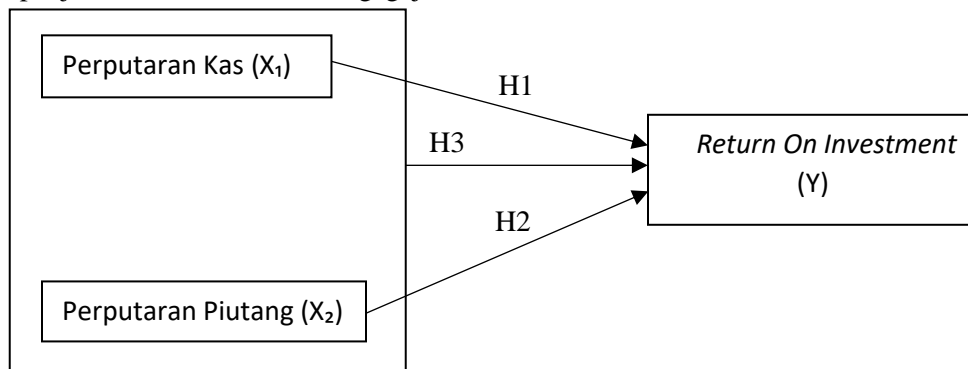 Perputaran Kas (X₁)
H1
H3
Return On Investment
(Y)
H2
Perputaran Piutang (X₂)